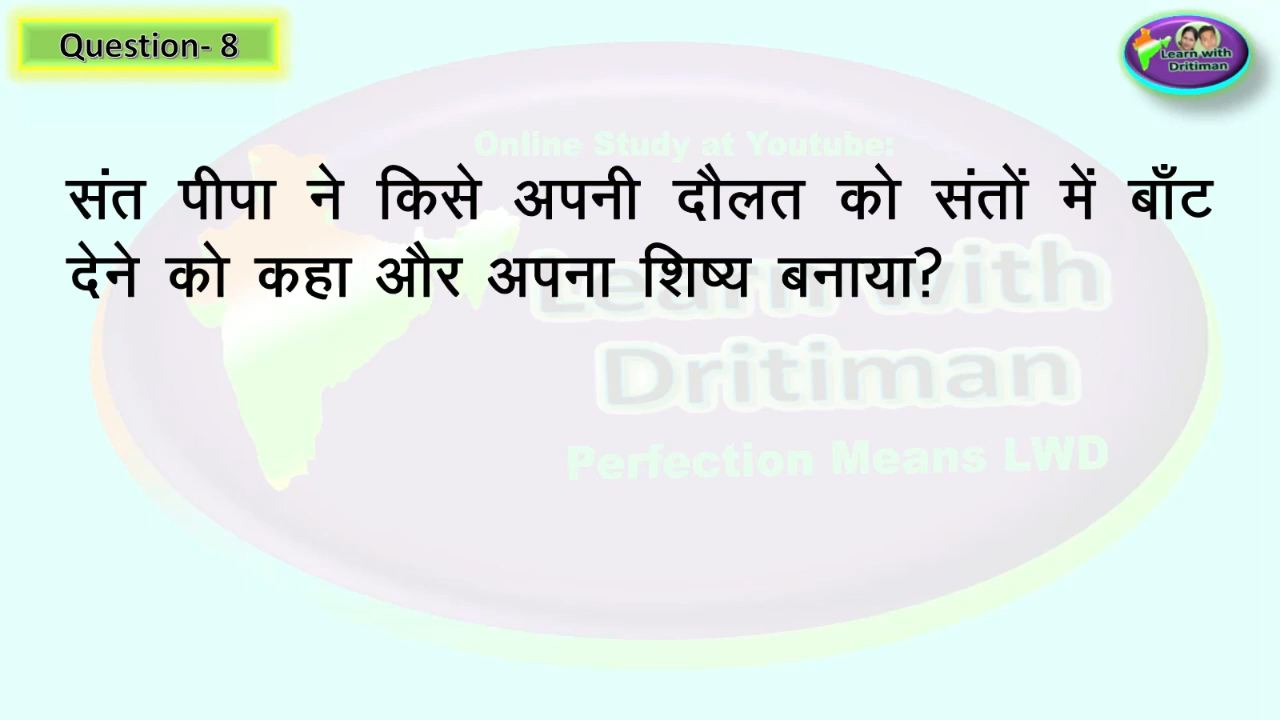 Question- 8
Learn with
Dritiman
Online Study at Youtube:
संत पीपा ने किसे अपनी दौलत को संतों में बाँट
देने को कहा और अपना शिष्य बनाया?
Learn with
Dritiman
Perfection Means LWD